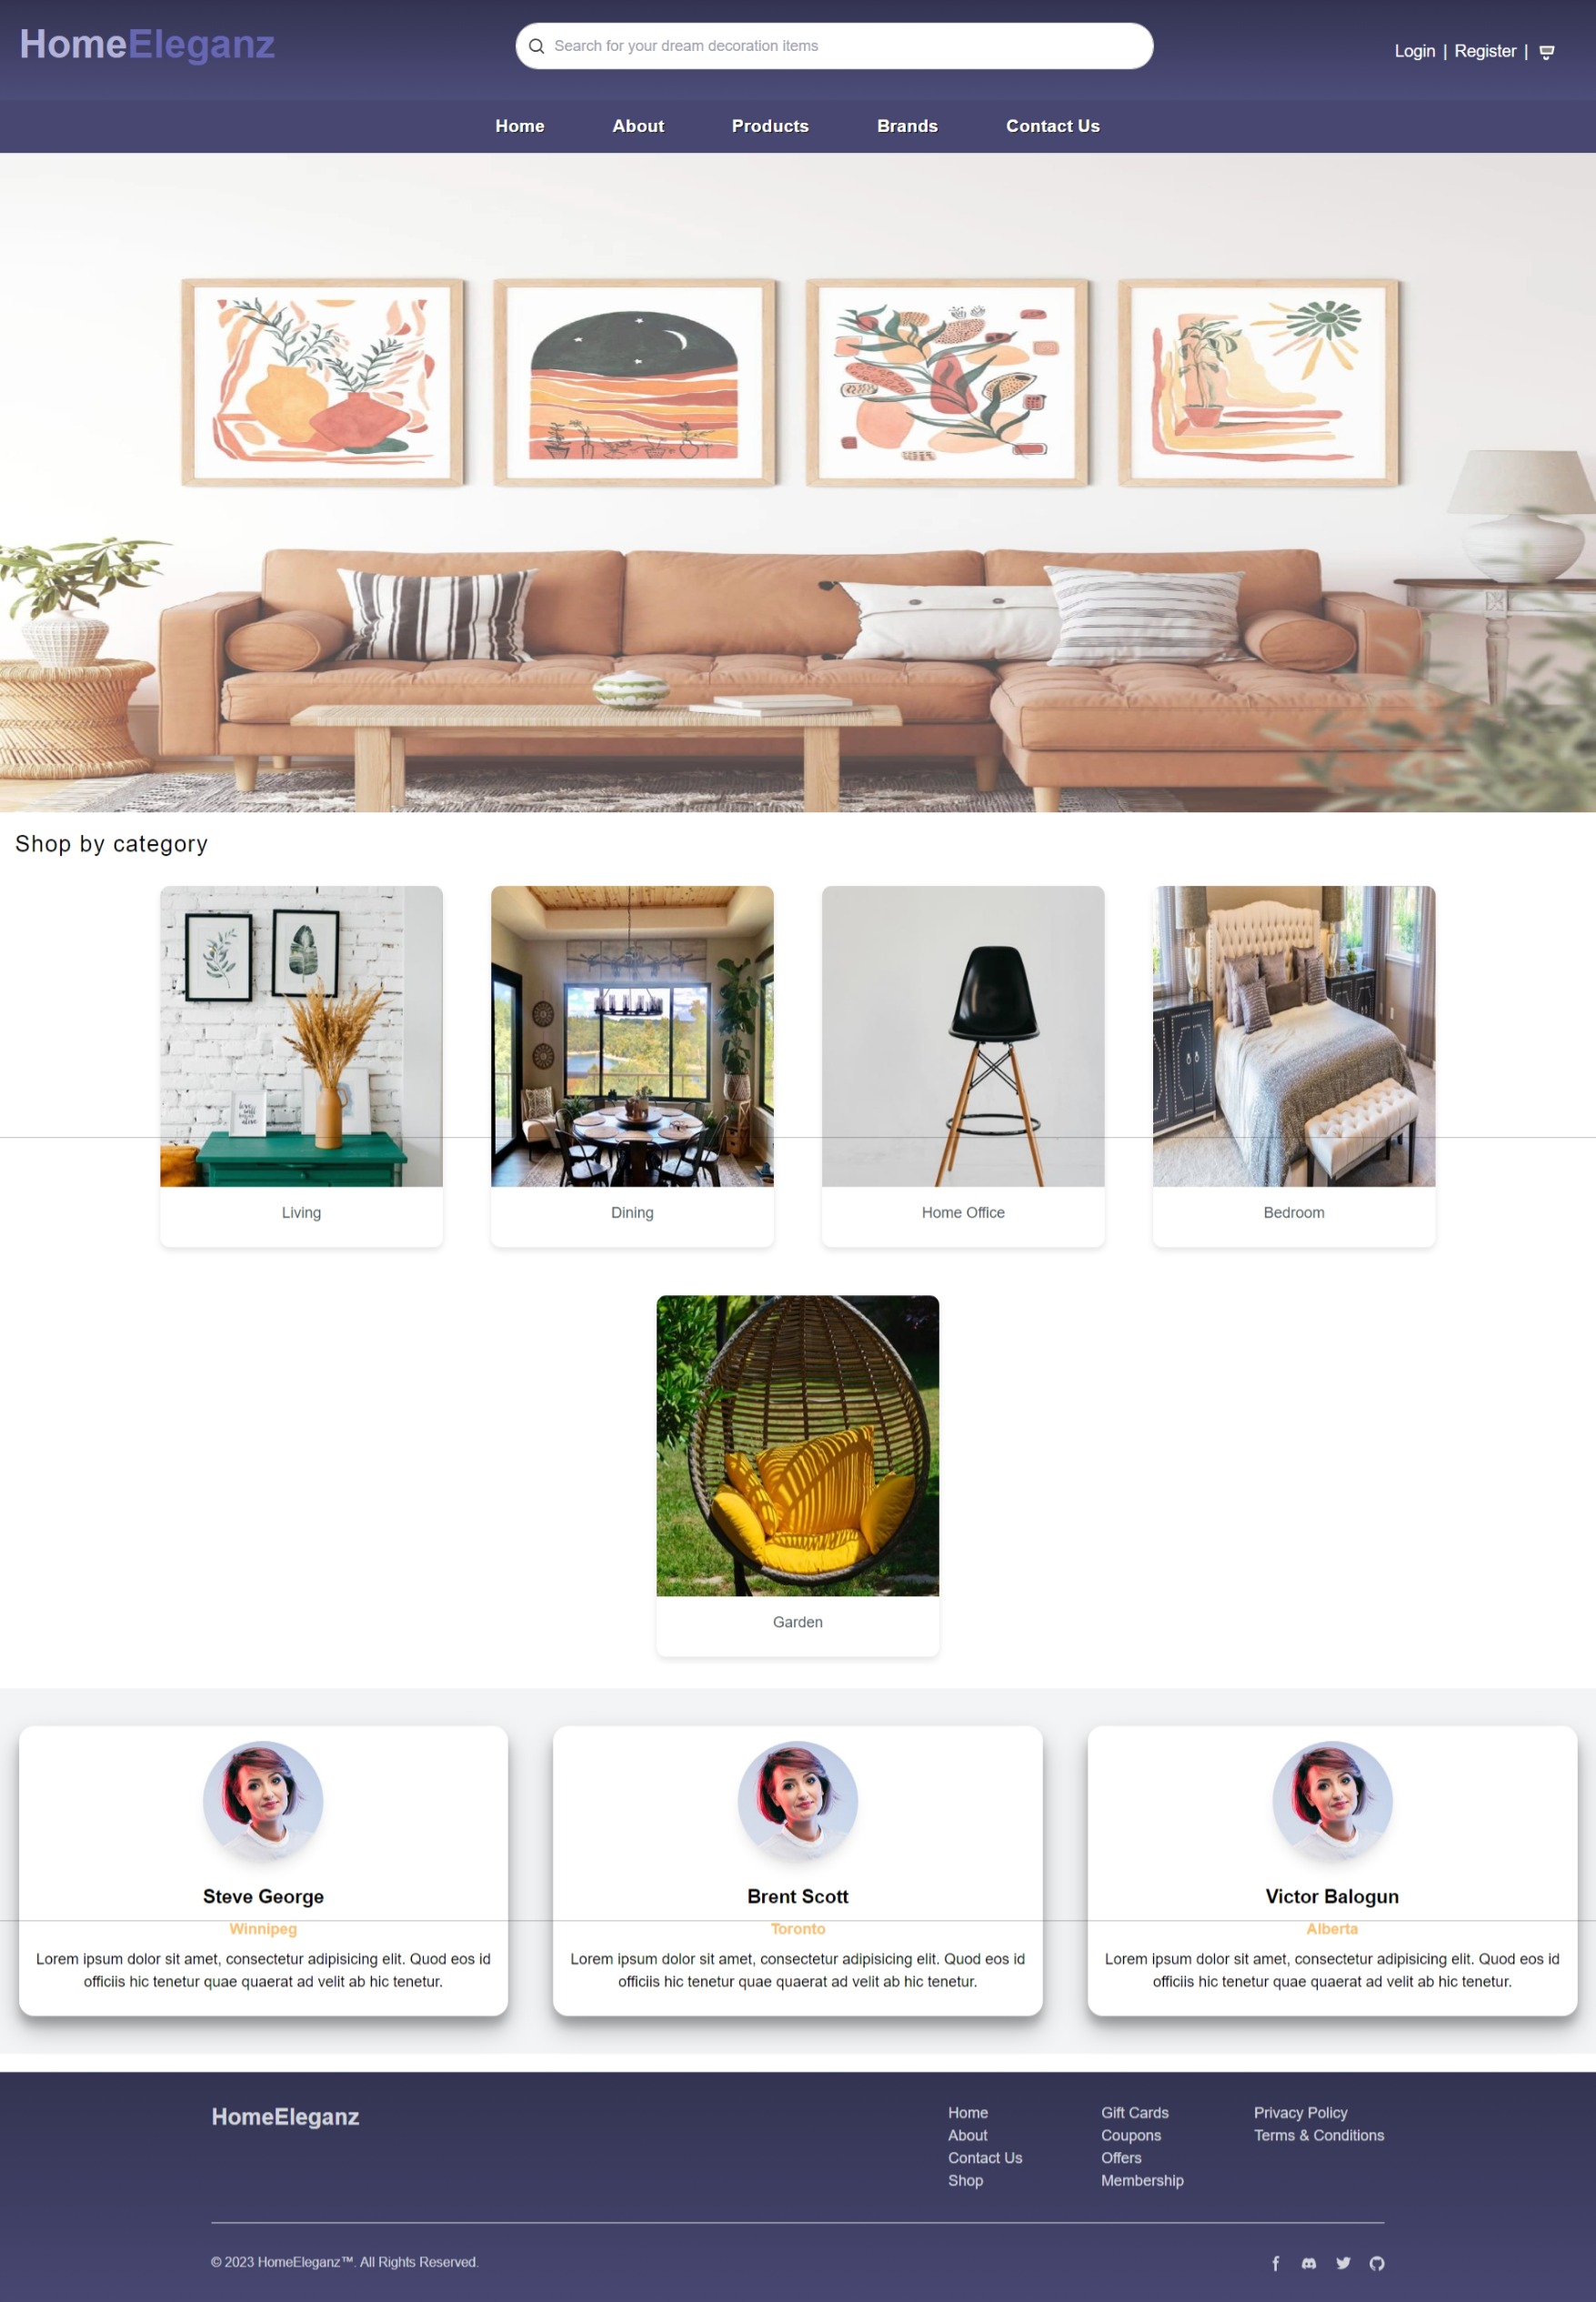 HomeEleganz
Search for your dream decoration items
Login | Register |
Home About Products Brands Contact Us
Shop by category
Living
Dining
Home Office
Bedroom
Garden
Steve George
Winnipeg
Lorem ipsum dolor sit amet, consectetur adipisicing elit. Quod eos id
officiis hic tenetur quae quaerat ad velit ab hic tenetur.
Brent Scott
Toronto
Lorem ipsum dolor sit amet, consectetur adipisicing elit. Quod eos id
officiis hic tenetur quae quaerat ad velit ab hic tenetur.
Victor Balogun
Alberta
Lorem ipsum dolor sit amet, consectetur adipisicing elit. Quod eos id
officiis hic tenetur quae quaerat ad velit ab hic tenetur.
HomeEleganz
Home
About
Contact Us
Shop
Gift Cards
Coupons
Offers
Membership
Privacy Policy
Terms & Conditions
© 2023 HomeEleganz™. All Rights Reserved.